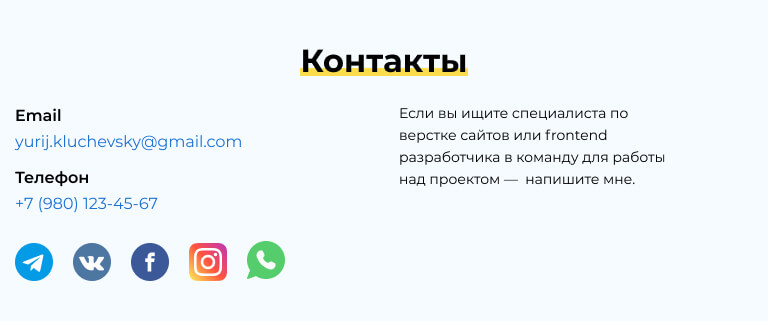 Контакты
Email
yurij.kluchevsky@gmail.com
Телефон
+7 (980) 123-45-67
Если вы ищите специалиста по
верстке сайтов или frontend
разработчика в команду для работы
над проектом — напишите мне.